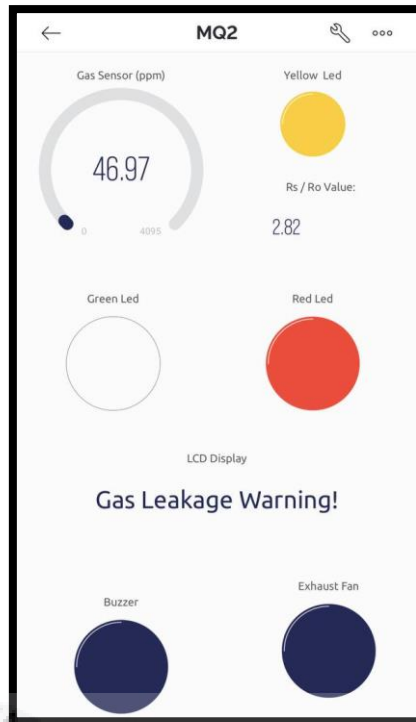 MQ2
Gas Sensor (ppm)
Yellow Led
46.97
0 4095
Rs / Ro Value:
2.82
Green Led
Red Led
LCD Display
Gas Leakage Warning!
Buzzer
Exhaust Fan